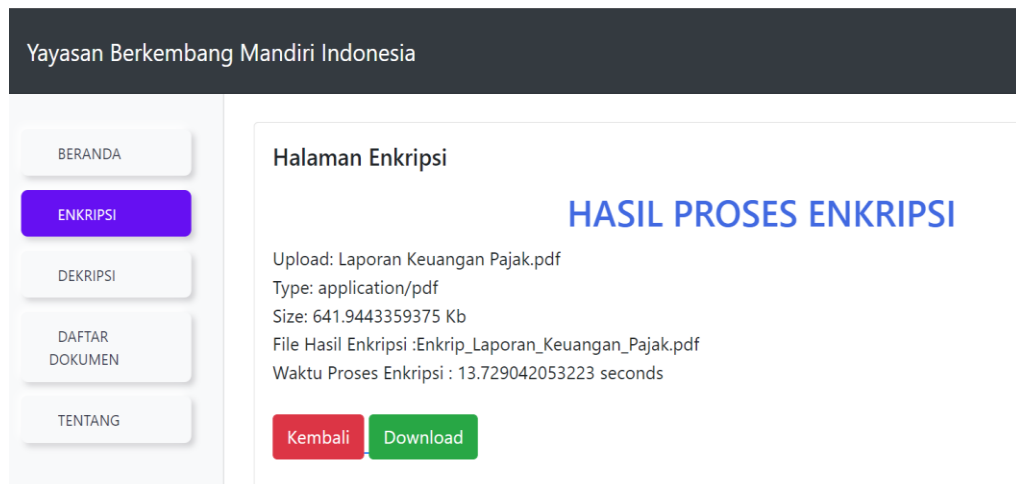 Yayasan Berkembang Mandiri Indonesia
BERANDA
ENKRIPSI
DEKRIPSI
DAFTAR
DOKUMEN
TENTANG
Halaman Enkripsi
HASIL PROSES ENKRIPSI
Upload: Laporan Keuangan Pajak.pdf
Type: application/pdf
Size: 641.9443359375 Kb
File Hasil Enkripsi :Enkrip_Laporan_Keuangan_Pajak.pdf
Waktu Proses Enkripsi : 13.729042053223 seconds
Kembali Download